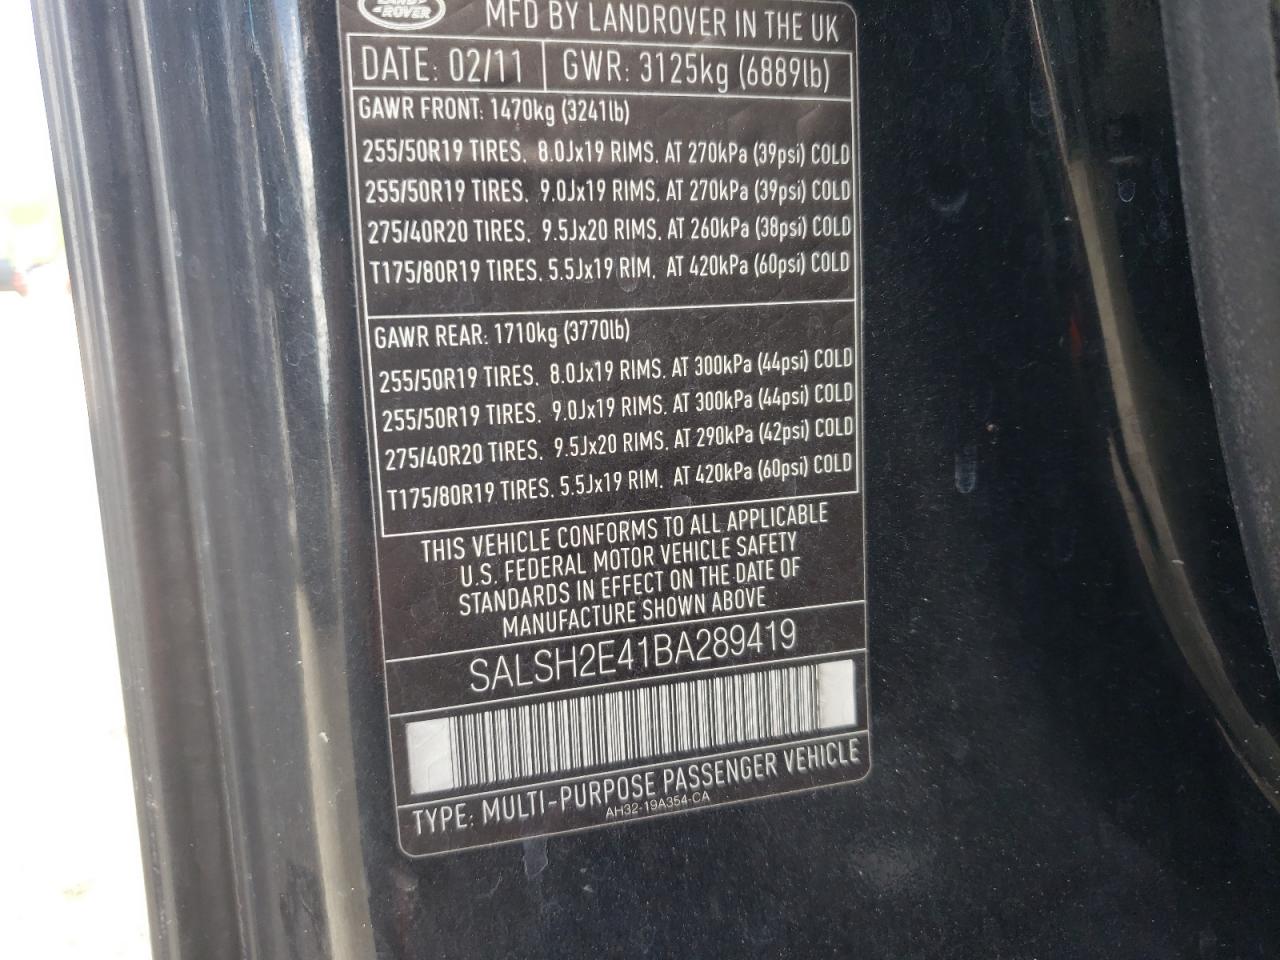 LAND-
-ROVER
MFD BY LANDROVER IN THE UK
DATE: 02/11 GWR: 3125kg (6889lb)
GAWR FRONT: 1470kg (3241lb)
255/50R19 TIRES, 8.0Jx19 RIMS, AT 270kPa (39psi) COLD
255/50R19 TIRES, 9.0Jx19 RIMS, AT 270kPa (39psi) COLD
275/40R20 TIRES, 9.5Jx20 RIMS, AT 260kPa (38psi) COLD
T175/80R19 TIRES, 5.5Jx19 RIM, AT 420kPa (60psi) COLD
GAWR REAR: 1710kg (3770lb)
255/50R19 TIRES, 8.0Jx19 RIMS, AT 300kPa (44psi) COLD
255/50R19 TIRES, 9.0Jx19 RIMS, AT 300kPa (44psi) COLD
275/40R20 TIRES, 9.5Jx20 RIMS, AT 290kPa (42psi) COLD
T175/80R19 TIRES, 5.5Jx19 RIM, AT 420kPa (60psi) COLD
THIS VEHICLE CONFORMS TO ALL APPLICABLE
U.S. FEDERAL MOTOR VEHICLE SAFETY
STANDARDS IN EFFECT ON THE DATE OF
MANUFACTURE SHOWN ABOVE
SALSH2E41BA289419
TYPE: MULTI-PURPOSE PASSENGER VEHICLE
AH32-19A354-CA